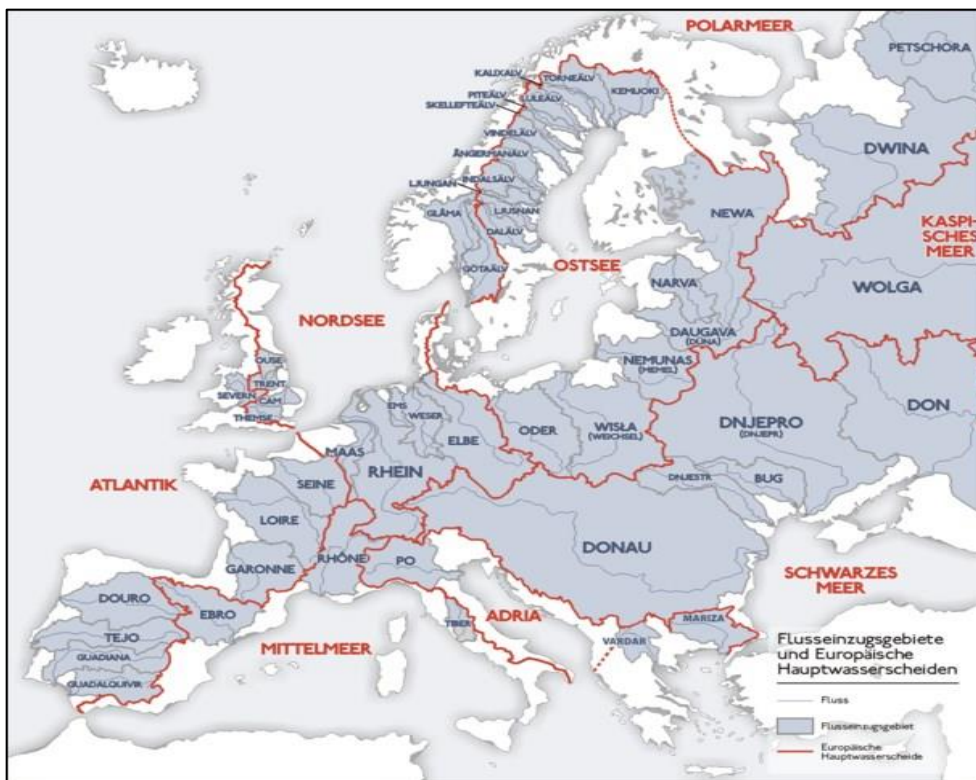 POLARMEER
PETSCHORA
KALIXALV
TORNEÄLV
PITEÄLV
LULEÄLV
KEMIJOKI
SKELLEFTEÄLV
VINDELÄLV
DWINA
ÅNGERMANÄLV
LJUNGAN
INDALSÄLV
GLÅMA
LJUSNAN
NEWA
KASPI-
SCHES
MEER
DALÄLV
GÖTAÄLV
OSTSEE
NARVA
WOLGA
NORDSEE
DAUGAVA
(DÜNA)
OUSE
NEMUNAS
(MEMEL)
TRENT
SEVERN
CAM
THEMSE
EMS
WESER
ODER
WISŁA
(WEICHSEL)
DNJEPRO
(DNJEPR)
DON
ELBE
MAAS
RHEIN
ATLANTIK
SEINE
DNJESTR
BUG
LOIRE
DONAU
GARONNE
RHÔNE
PO
SCHWARZES
MEER
DOURO
EBRO
ADRIA
TIBER
MARIZA
TEJO
MITTELMEER
VARDAR
GUADIANA
GUADALQUIVIR
Flusseinzugsgebiete
und Europäische
Hauptwasserscheiden
Fluss
Flusseinzugsgebiet
Europäische
Hauptwasserscheide